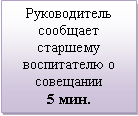 Руководитель
сообщает
старшему
воспитателю о
совещании
5 мин.